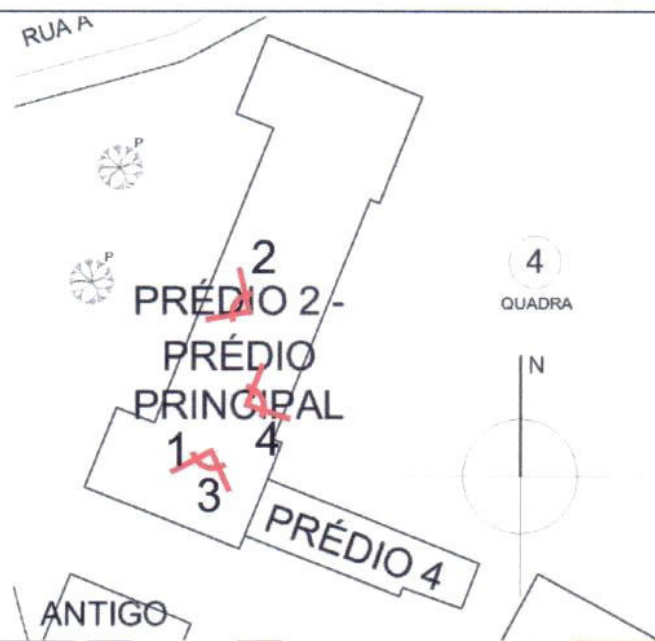 RUA A
P
P
2
4
PRÉDIO 2 -
QUADRA
PRÉDIO
N
PRINCIPAL
1
4
3
PRÉDIO 4
ANTIGO